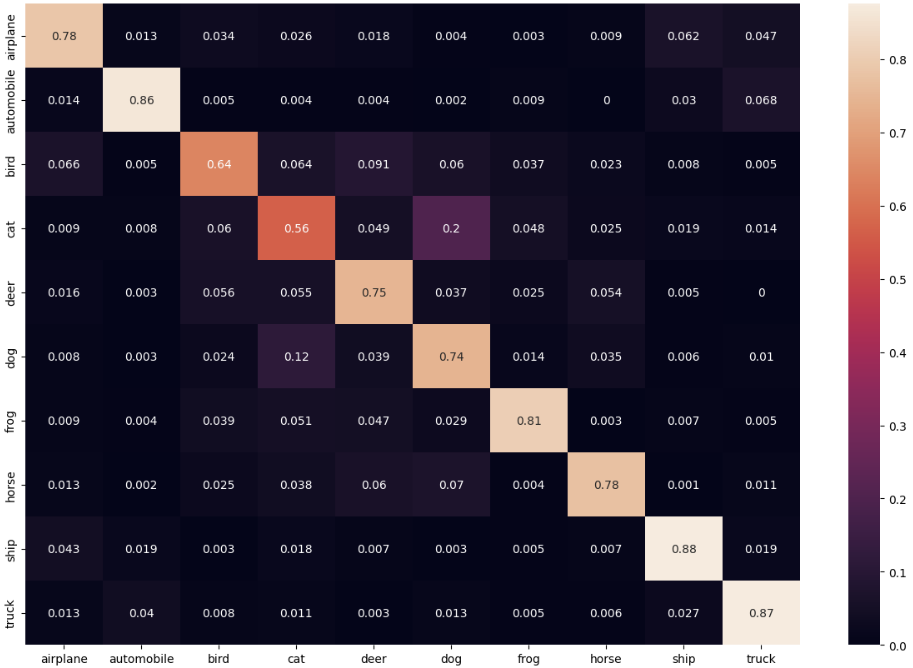 airplane 0.78 0.013 0.034 0.026 0.018 0.004 0.003 0.009 0.062 0.047
automobile 0.014 0.86 0.005 0.004 0.004 0.002 0.009 0 0.03 0.068
bird 0.066 0.005 0.64 0.064 0.091 0.06 0.037 0.023 0.008 0.005
cat 0.009 0.008 0.06 0.56 0.049 0.2 0.048 0.025 0.019 0.014
deer 0.016 0.003 0.056 0.055 0.75 0.037 0.025 0.054 0.005 0
dog 0.008 0.003 0.024 0.12 0.039 0.74 0.014 0.035 0.006 0.01
frog 0.009 0.004 0.039 0.051 0.047 0.029 0.81 0.003 0.007 0.005
horse 0.013 0.002 0.025 0.038 0.06 0.07 0.004 0.78 0.001 0.011
ship 0.043 0.019 0.003 0.018 0.007 0.003 0.005 0.007 0.88 0.019
truck 0.013 0.04 0.008 0.011 0.003 0.013 0.005 0.006 0.027 0.87
airplane automobile bird cat deer dog frog horse ship truck
0.8
0.7
0.6
0.5
0.4
0.3
0.2
0.1
0.0